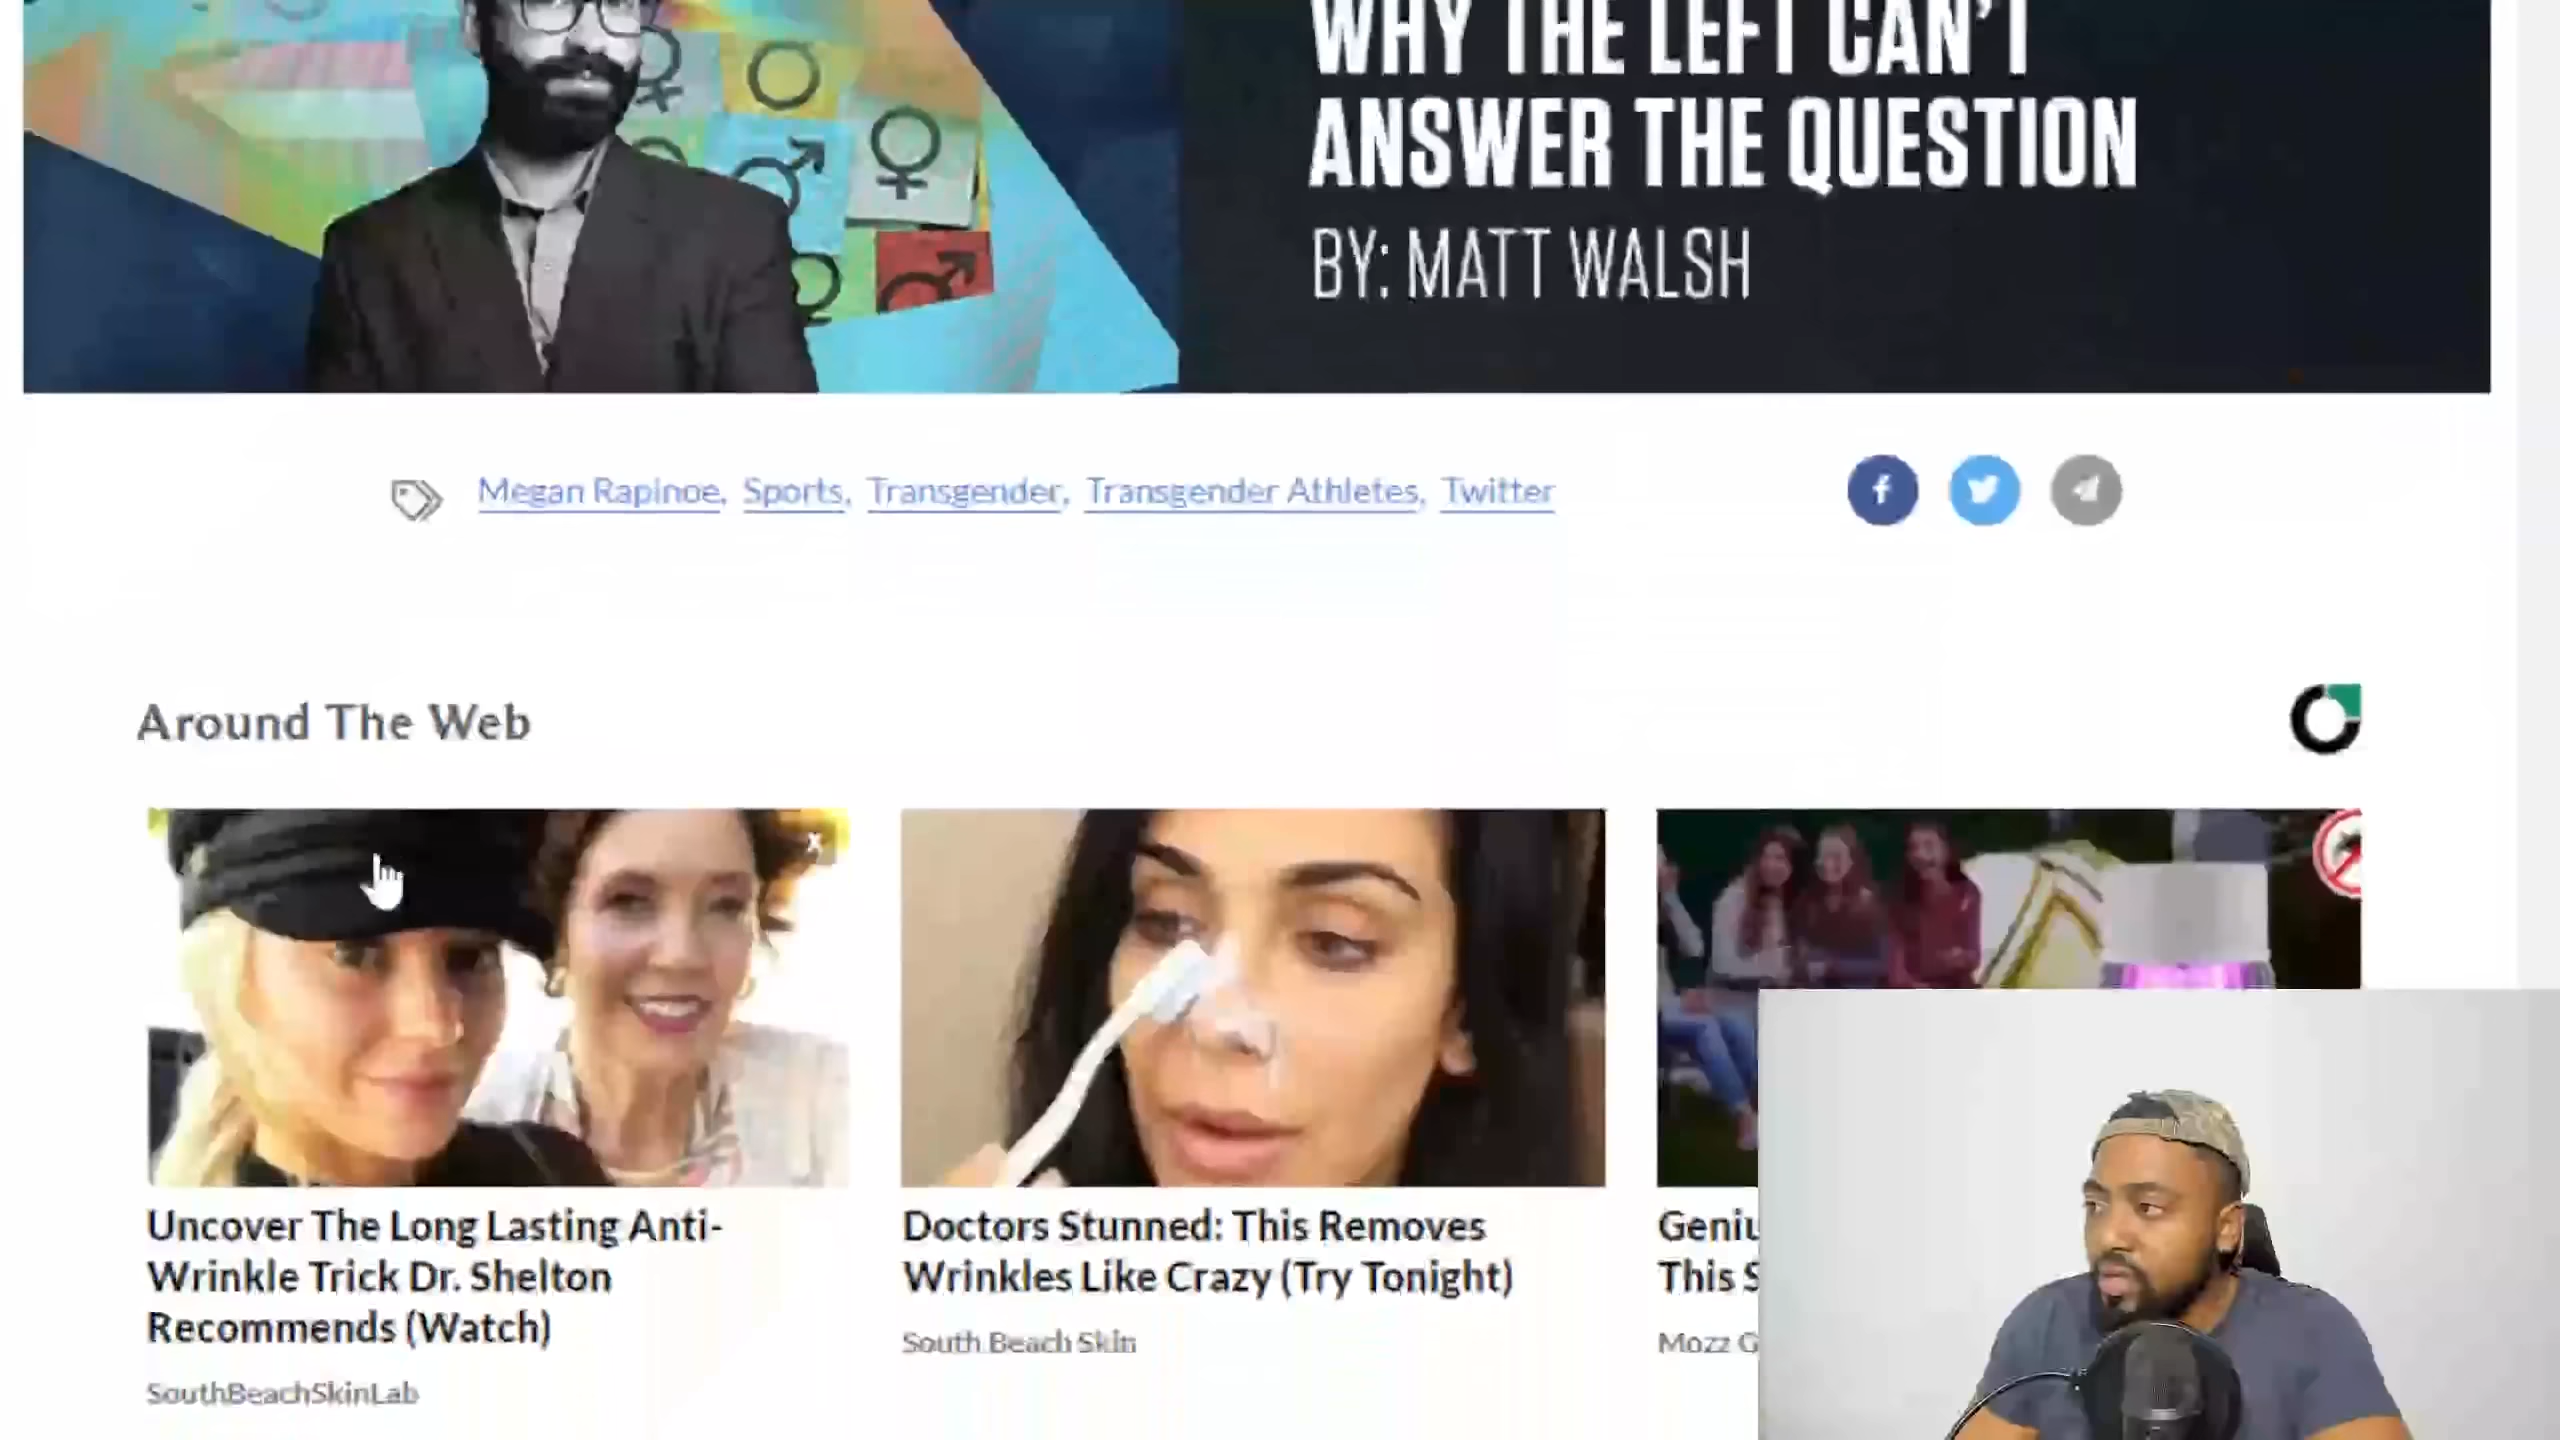 WHY THE LEFT CAN'T
ANSWER THE QUESTION
BY: MATT WALSH
Megan Rapinoe, Sports, Transgender, Transgender Athletes, Twitter
Around The Web
x
Uncover The Long Lasting Anti-
Wrinkle Trick Dr. Shelton
Recommends (Watch)
SouthBeachSkinLab
Doctors Stunned: This Removes
Wrinkles Like Crazy (Try Tonight)
South Beach Skin
This
Mozz